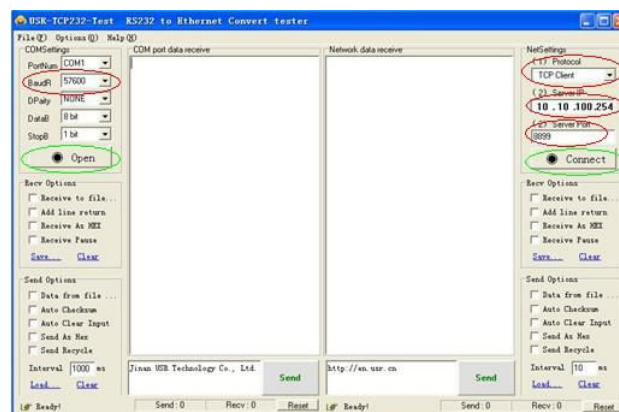 USR-TCP232-Test RS232 to Ethernet Convert tester
File(F) Options(O) Help(H)
COMSettings
PortNum COM1
BaudR 57600
DPaity NONE
DataB 8 bit
StopB 1 bit
Open
Recv Options
Receive to file...
Add line return
Receive As HEX
Receive Pause
Save... Clear
Send Options
Data from file ...
Auto Checksum
Auto Clear Input
Send As Hex
Send Recycle
Interval 1000 ms
Load... Clear
COM port data receive
Jinan USR Technology Co., Ltd.
Send
Ready!
Send : 0
Recv : 0
Reset
Network data receive
http://en.usr.cn
Send
Ready!
Send : 0
Recv : 0
Reset
NetSettings
(1) Protocol
TCP Client
(2) Server IP
10 .10 .100.254
(2) Server Port
8899
Connect
Recv Options
Receive to file...
Add line return
Receive As HEX
Receive Pause
Save... Clear
Send Options
Data from file ...
Auto Checksum
Auto Clear Input
Send As Hex
Send Recycle
Interval 10 ms
Load... Clear